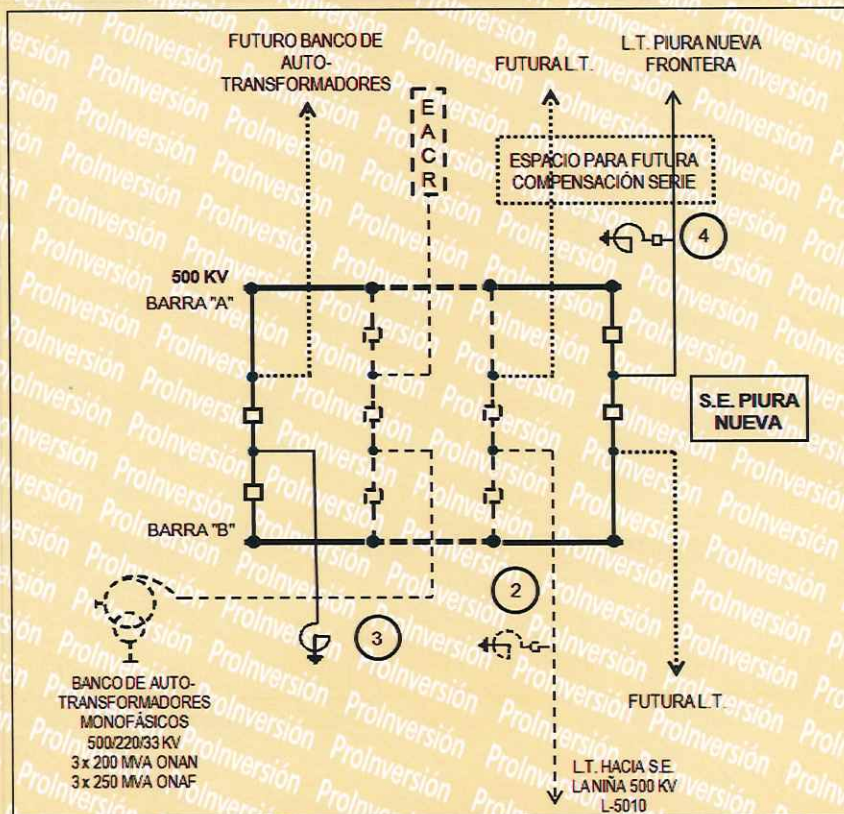 FUTURO BANCO DE
AUTO-
TRANSFORMADORES
E
A
C
R
FUTURA L.T.
L.T. PIURA NUEVA
FRONTERA
ESPACIO PARA FUTURA
COMPENSACIÓN SERIE
4
500 KV
BARRA "A"
S.E. PIURA
NUEVA
BARRA "B"
2
3
BANCO DE AUTO-
TRANSFORMADORES
MONOFÁSICOS
500/220/33 KV
3 x 200 MVA ONAN
3 x 250 MVA ONAF
FUTURA L.T.
L.T. HACIA S.E.
LA NIÑA 500 KV
L-5010
ProInversión